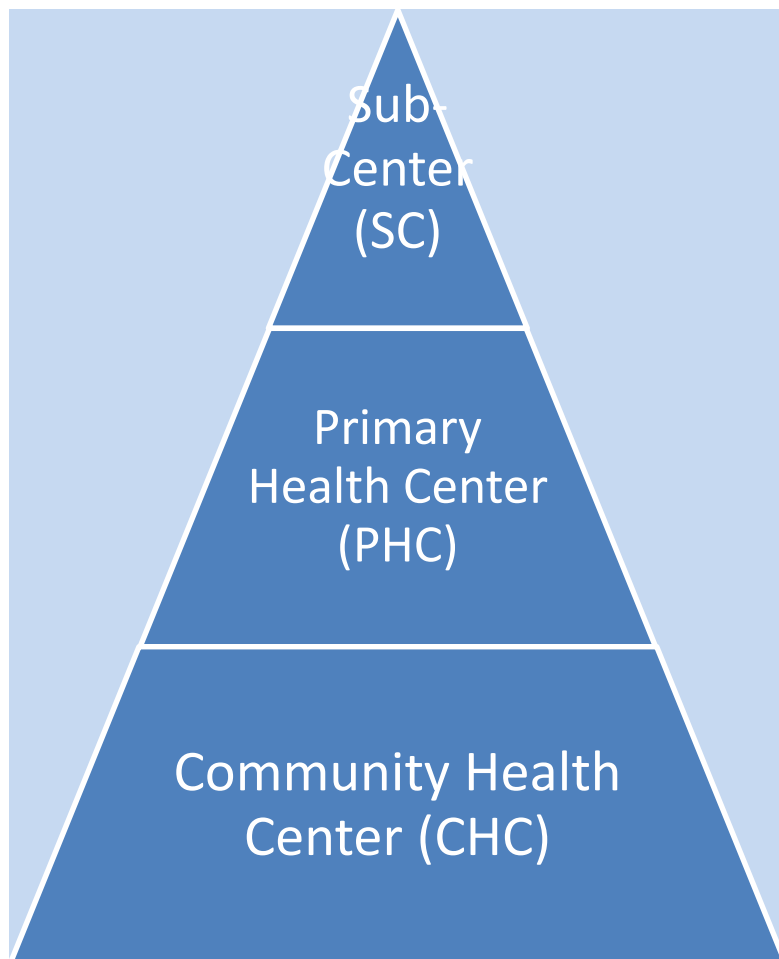 Sub-
Center
(SC)
Primary
Health Center
(PHC)
Community Health
Center (CHC)